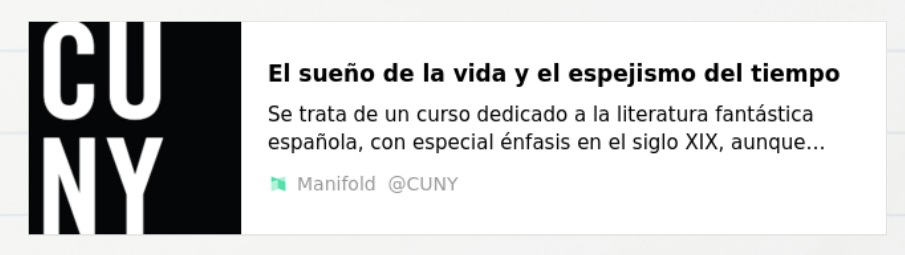 CU
NY
El sueño de la vida y el espejismo del tiempo
Se trata de un curso dedicado a la literatura fantástica
española, con especial énfasis en el siglo XIX, aunque...
Manifold @CUNY